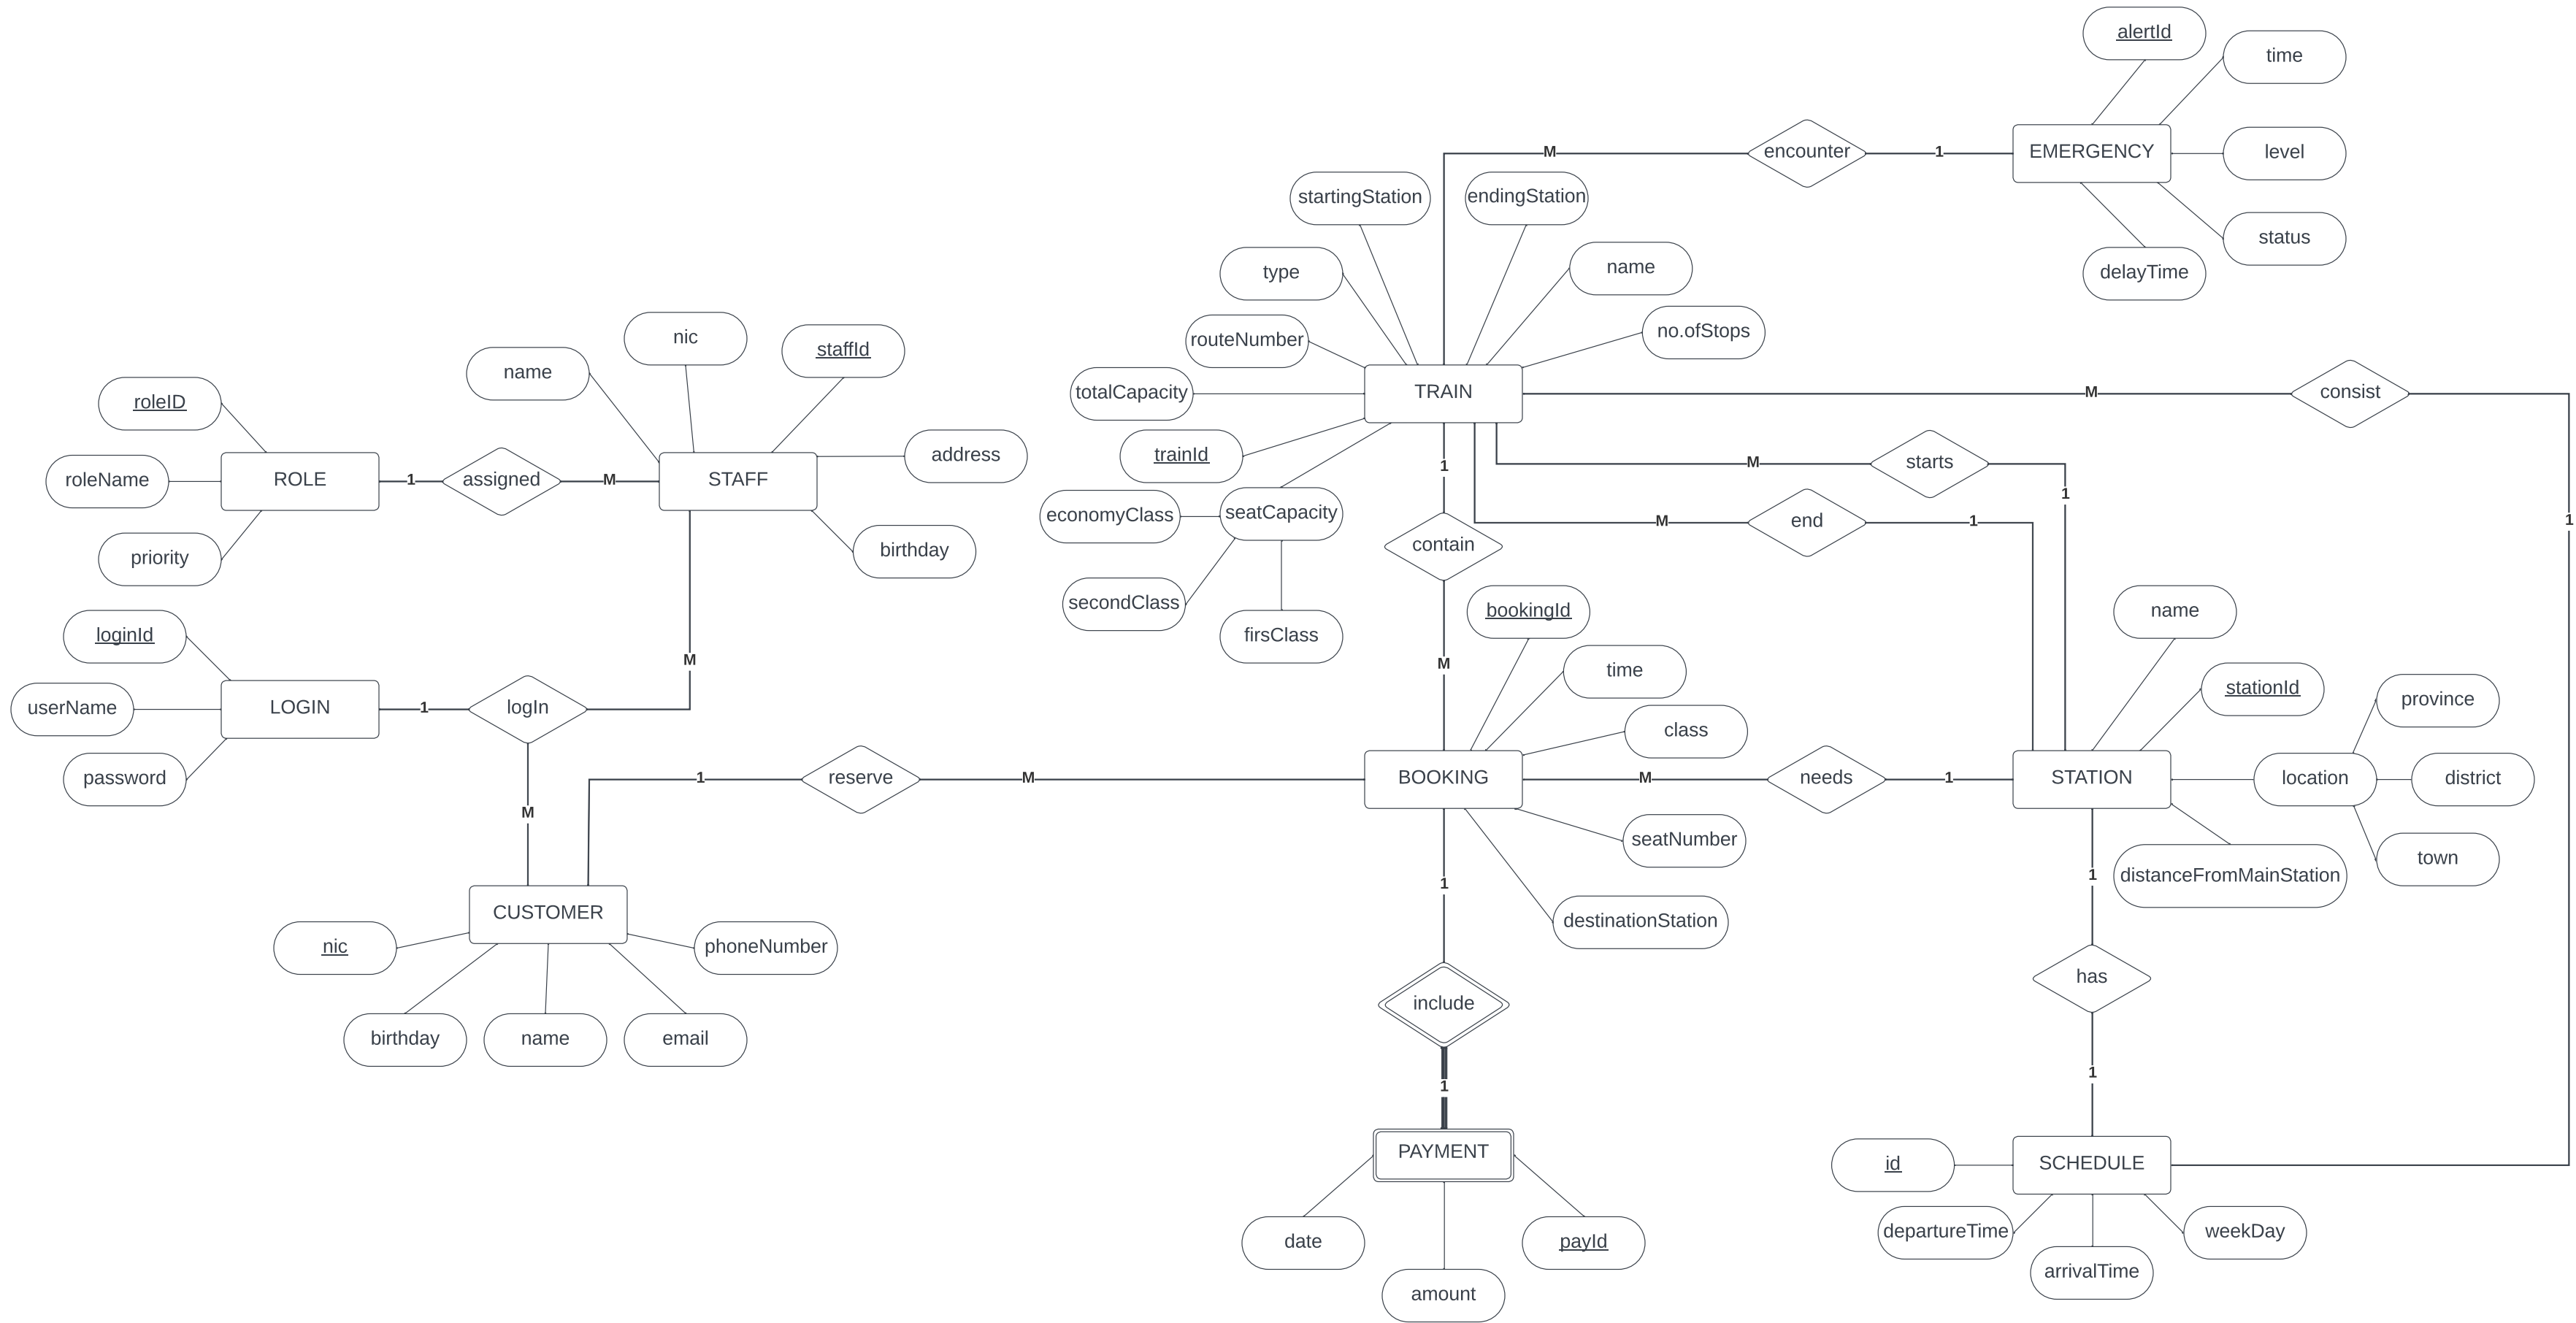 alertId
time
M
encounter
1
EMERGENCY
level
startingStation
endingStation
status
type
name
delayTime
nic
routeNumber
no.ofStops
staffId
name
totalCapacity
TRAIN
M
consist
roleID
trainId
address
1
M
starts
roleName
ROLE
1
assigned
M
STAFF
1
economyClass
seatCapacity
M
end
1
1
priority
birthday
contain
secondClass
bookingId
name
loginId
firsClass
M
M
time
stationId
province
userName
LOGIN
1
logIn
class
password
1
reserve
M
BOOKING
M
needs
1
STATION
location
district
M
seatNumber
town
1
1
distanceFromMainStation
CUSTOMER
destinationStation
nic
phoneNumber
has
birthday
name
email
include
1
1
PAYMENT
id
SCHEDULE
date
payId
departureTime
weekDay
arrivalTime
amount